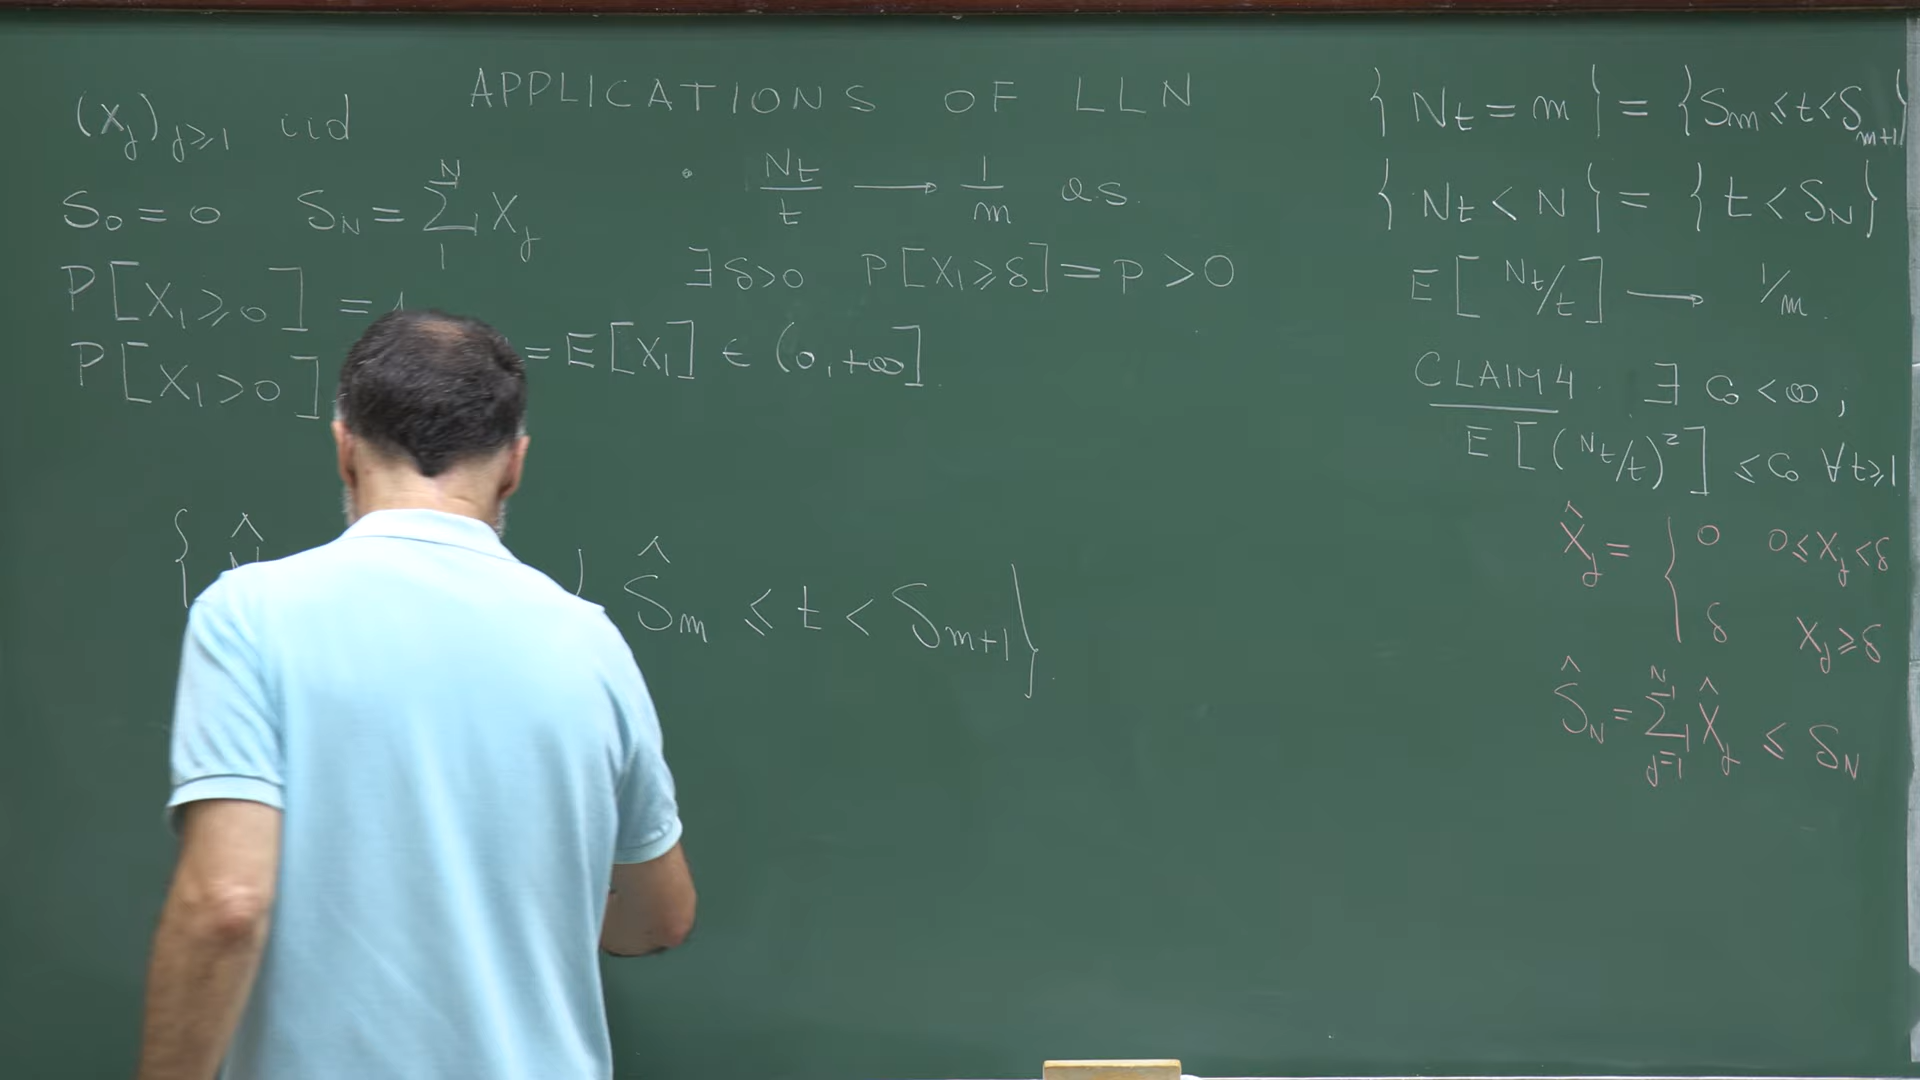 APPLICATIONS OF LLN
(X_j)_{j≥1} iid
S_0 = 0 S_N = Σ_1^N X_j
P[X_1 ≥ 0] =
P[X_1 > 0] = E[X_1] ∈ (0, +∞].
• N_t/t → 1/m a.s.
∃ δ>0 P[X_1 ≥ δ] = p > 0
{ N̂ Ŝ_m ≤ t < S_{m+1} }
{ N_t = m } = { S_m ≤ t < S_{m+1} }
{ N_t < N } = { t < S_N }
E[ N_t/t ] → 1/m.
CLAIM 4. ∃ C_0 < ∞;
E[ (N_t/t)^2 ] ≤ C_0 ∀ t ≥ 1
X̂_j = { 0 0 ≤ X_j < δ
δ X_j ≥ δ
Ŝ_N = Σ_{j=1}^N X̂_j ≤ S_N